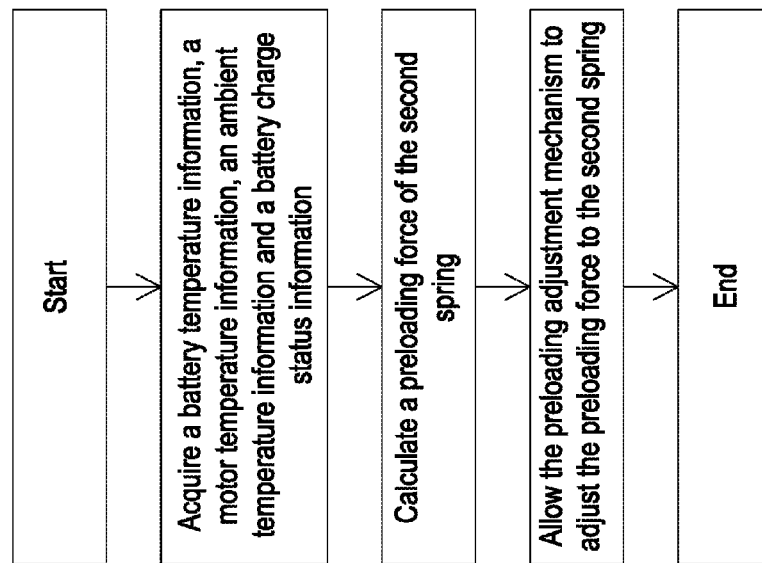 Start
Acquire a battery temperature information, a
motor temperature information, an ambient
temperature information and a battery charge
status information
Calculate a preloading force of the second
spring
Allow the preloading adjustment mechanism to
adjust the preloading force to the second spring
End